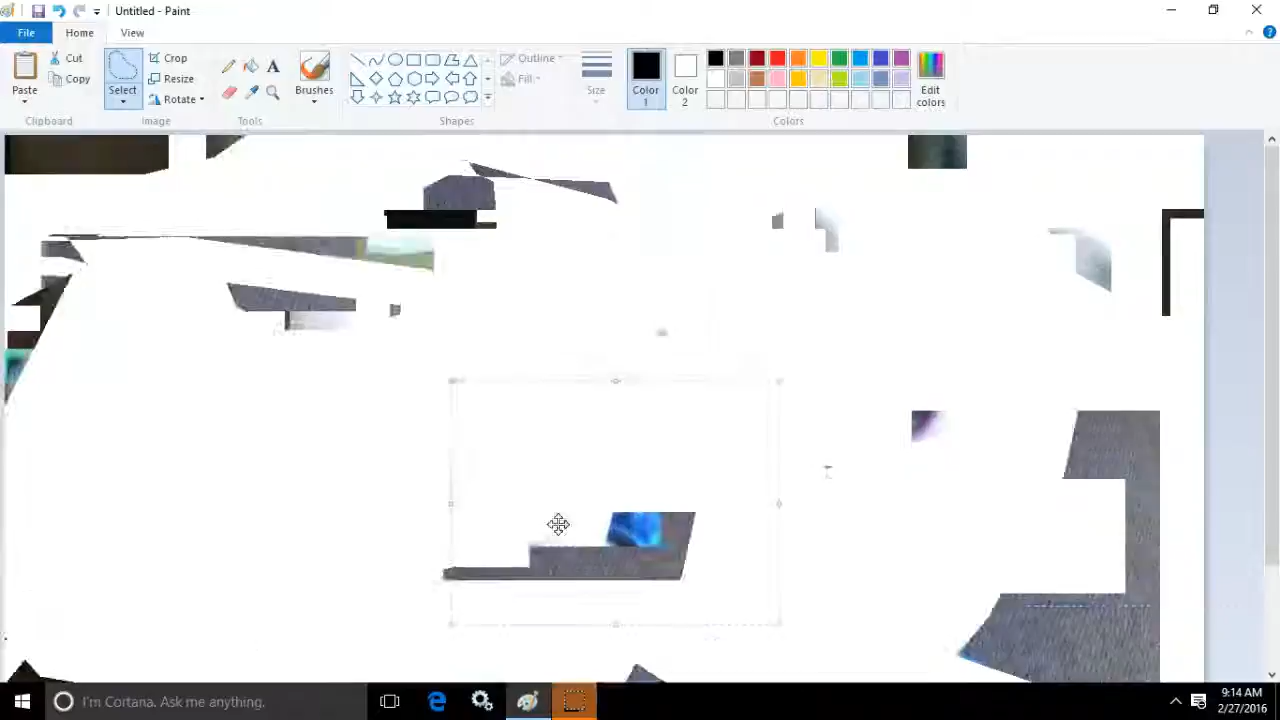 Untitled - Paint
File
Home
View
Paste
Cut
Copy
Clipboard
Select
Crop
Resize
Rotate
Image
A
Tools
Brushes
Shapes
Outline
Fill
Size
Color
1
Color
2
Edit
colors
Colors
I'm Cortana. Ask me anything.
9:14 AM
2/27/2016